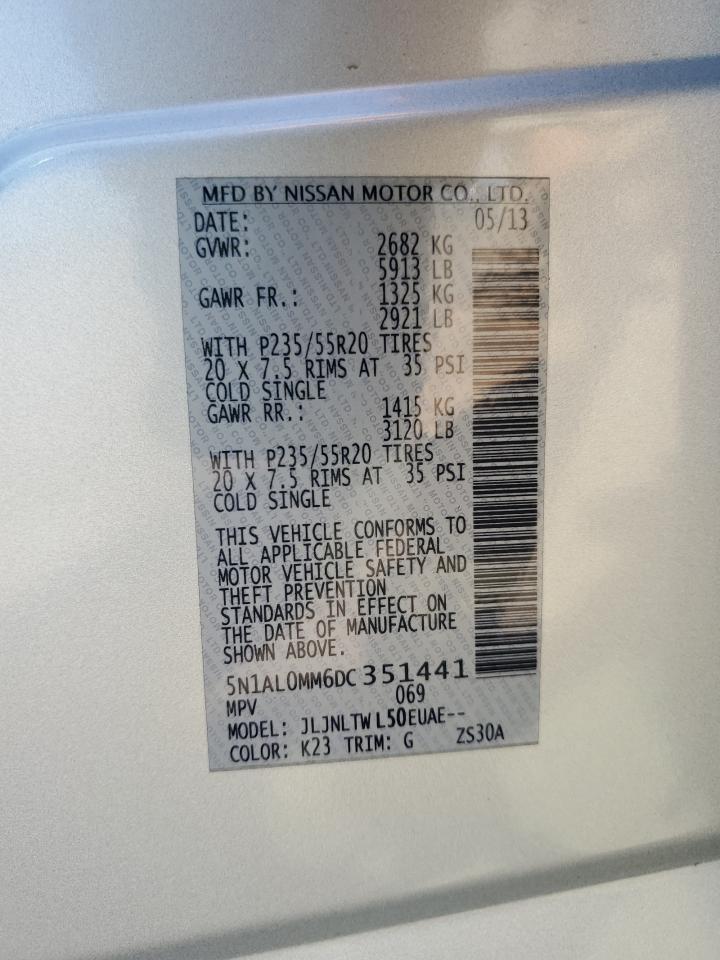 MFD BY NISSAN MOTOR CO., LTD.
DATE: 05/13
GVWR: 2682 KG
5913 LB
GAWR FR.: 1325 KG
2921 LB
WITH P235/55R20 TIRES
20 X 7.5 RIMS AT 35 PSI
COLD SINGLE
GAWR RR.: 1415 KG
3120 LB
WITH P235/55R20 TIRES
20 X 7.5 RIMS AT 35 PSI
COLD SINGLE
THIS VEHICLE CONFORMS TO
ALL APPLICABLE FEDERAL
MOTOR VEHICLE SAFETY AND
THEFT PREVENTION
STANDARDS IN EFFECT ON
THE DATE OF MANUFACTURE
SHOWN ABOVE.
5N1AL0MM6DC351441
MPV 069
MODEL: JLJNLTWL50EUAE--
COLOR: K23 TRIM: G ZS30A